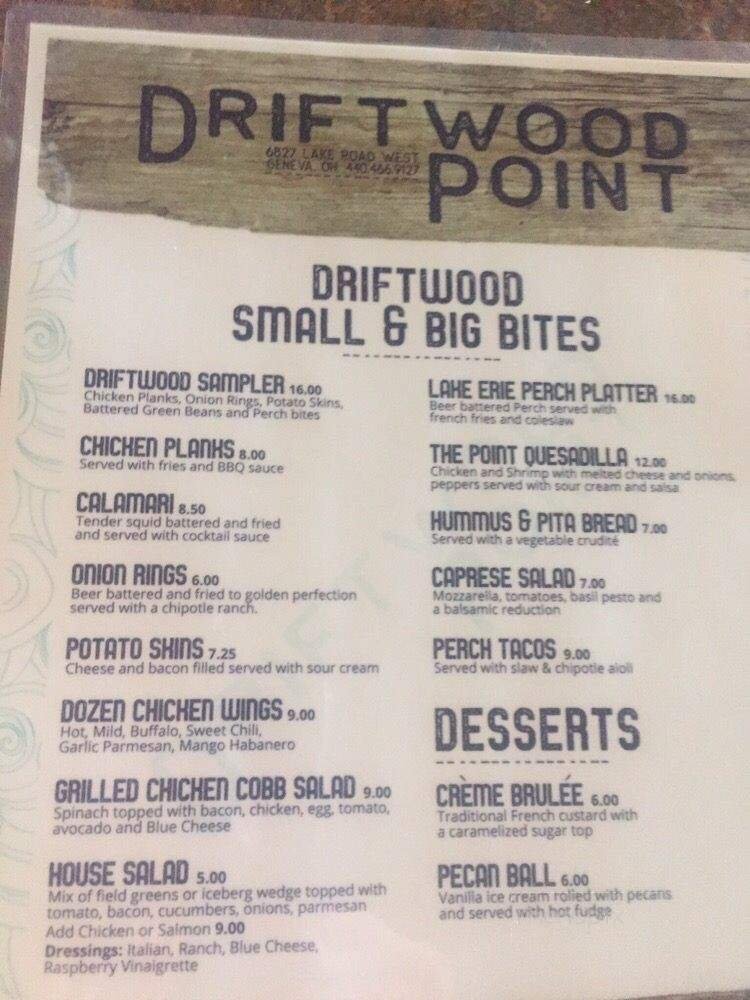 DRIFTWOOD
POINT
6827 LAKE ROAD WEST
GENEVA, OH 440.466.9127
DRIFTWOOD
SMALL & BIG BITES
DRIFTWOOD SAMPLER 16.00
Chicken Planks, Onion Rings, Potato Skins,
Battered Green Beans and Perch bites
CHICKEN PLANKS 8.00
Served with fries and BBQ sauce
CALAMARI 8.50
Tender squid battered and fried
and served with cocktail sauce
ONION RINGS 6.00
Beer battered and fried to golden perfection
served with a chipotle ranch.
POTATO SKINS 7.25
Cheese and bacon filled served with sour cream
DOZEN CHICKEN WINGS 9.00
Hot, Mild, Buffalo, Sweet Chili,
Garlic Parmesan, Mango Habanero
GRILLED CHICKEN COBB SALAD 9.00
Spinach topped with bacon, chicken, egg, tomato,
avocado and Blue Cheese
HOUSE SALAD 5.00
Mix of field greens or iceberg wedge topped with
tomato, bacon, cucumbers, onions, parmesan
Add Chicken or Salmon 9.00
Dressings: Italian, Ranch, Blue Cheese,
Raspberry Vinaigrette
LAKE ERIE PERCH PLATTER 16.00
Beer battered Perch served with
french fries and coleslaw
THE POINT QUESADILLA 12.00
Chicken and Shrimp with melted cheese and onions,
peppers served with sour cream and salsa
HUMMUS & PITA BREAD 7.00
Served with a vegetable crudité
CAPRESE SALAD 7.00
Mozzarella, tomatoes, basil pesto and
a balsamic reduction
PERCH TACOS 9.00
Served with slaw & chipotle aioli
DESSERTS
CRÈME BRULÉE 6.00
Traditional French custard with
a caramelized sugar top
PECAN BALL 6.00
Vanilla ice cream rolled with pecans
and served with hot fudge